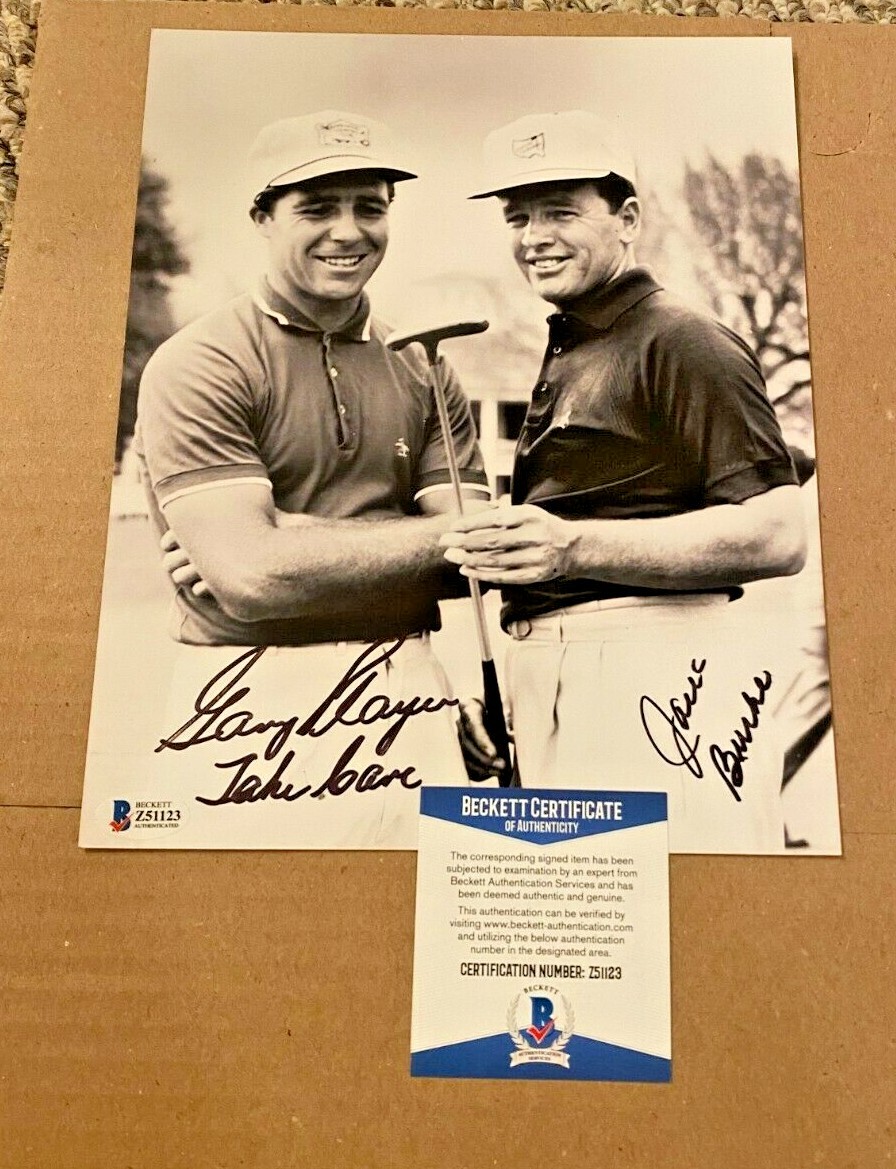 Gary Player
Take Care
Jack
Burke
BECKETT
Z51123
AUTHENTICATED
BECKETT CERTIFICATE
OF AUTHENTICITY
The corresponding signed item has been
subjected to examination by an expert from
Beckett Authentication Services and has
been deemed authentic and genuine.
This authentication can be verified by
visiting www.beckett-authentication.com
and utilizing the below authentication
number in the designated area.
CERTIFICATION NUMBER: Z51123
BECKETT
B
AUTHENTICATION
SERVICES